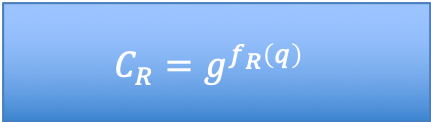 $C_R = g^{f_R(q)}$